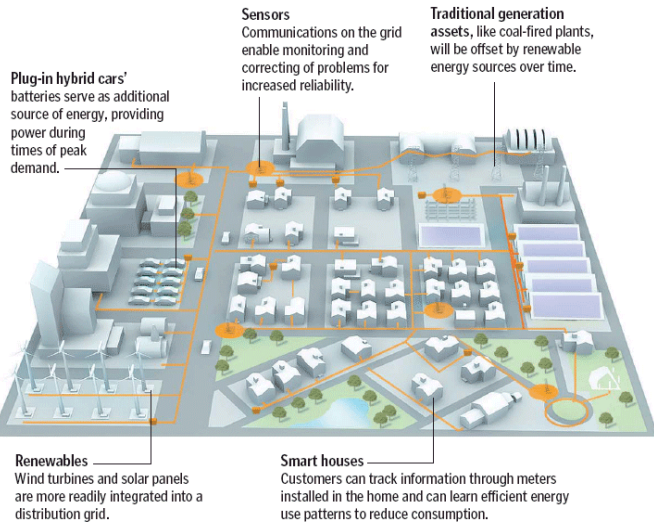 Sensors
Communications on the grid
enable monitoring and
correcting of problems for
increased reliability.
Traditional generation
assets, like coal-fired plants,
will be offset by renewable
energy sources over time.
Plug-in hybrid cars’
batteries serve as additional
source of energy, providing
power during
times of peak
demand.
Renewables
Wind turbines and solar panels
are more readily integrated into a
distribution grid.
Smart houses
Customers can track information through meters
installed in the home and can learn efficient energy
use patterns to reduce consumption.